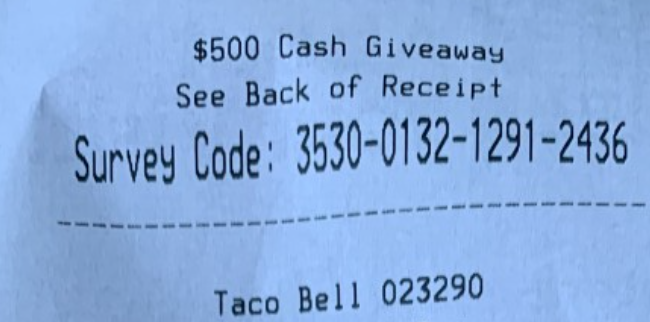 $500 Cash Giveaway
See Back of Receipt
Survey Code: 3530-0132-1291-2436
Taco Bell 023290